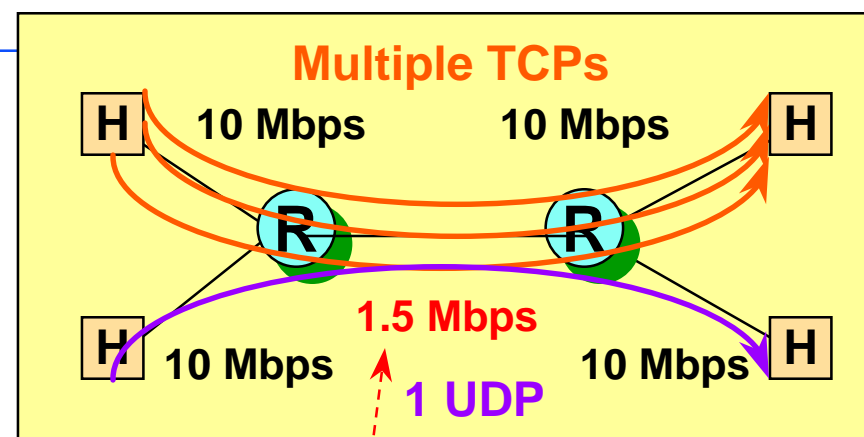 Multiple TCPs
H 10 Mbps 10 Mbps H
R R
1.5 Mbps
H 10 Mbps 10 Mbps H
1 UDP